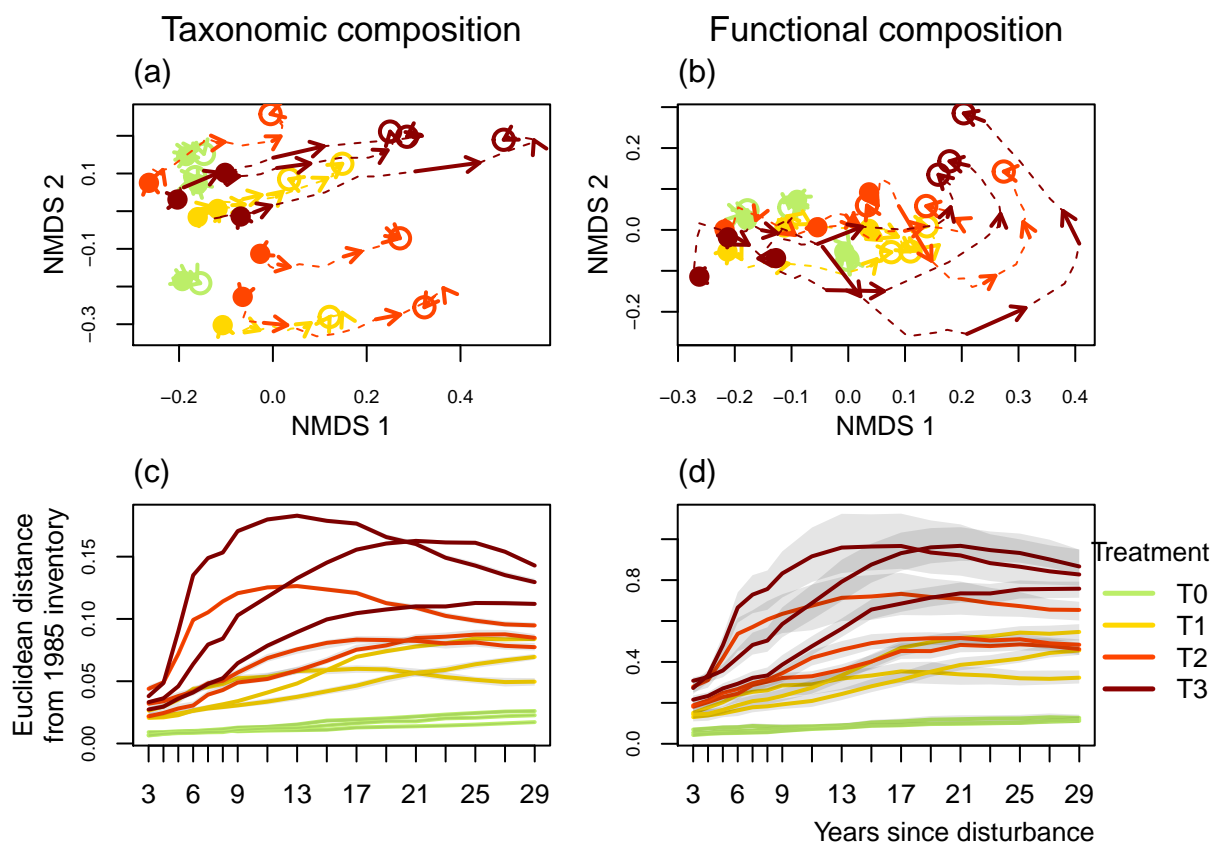 Taxonomic composition
Functional composition
(a)
(b)
NMDS 2
0.1
−0.1
−0.3
−0.2
0.0
0.2
0.4
NMDS 1
NMDS 2
0.2
0.0
−0.2
−0.3
−0.2
−0.1
0.0
0.1
0.2
0.3
0.4
NMDS 1
(c)
(d)
Euclidean distance
from 1985 inventory
0.15
0.10
0.05
0.00
3
6
9
13
17
21
25
29
0.8
0.4
0.0
3
6
9
13
17
21
25
29
Years since disturbance
Treatment
T0
T1
T2
T3